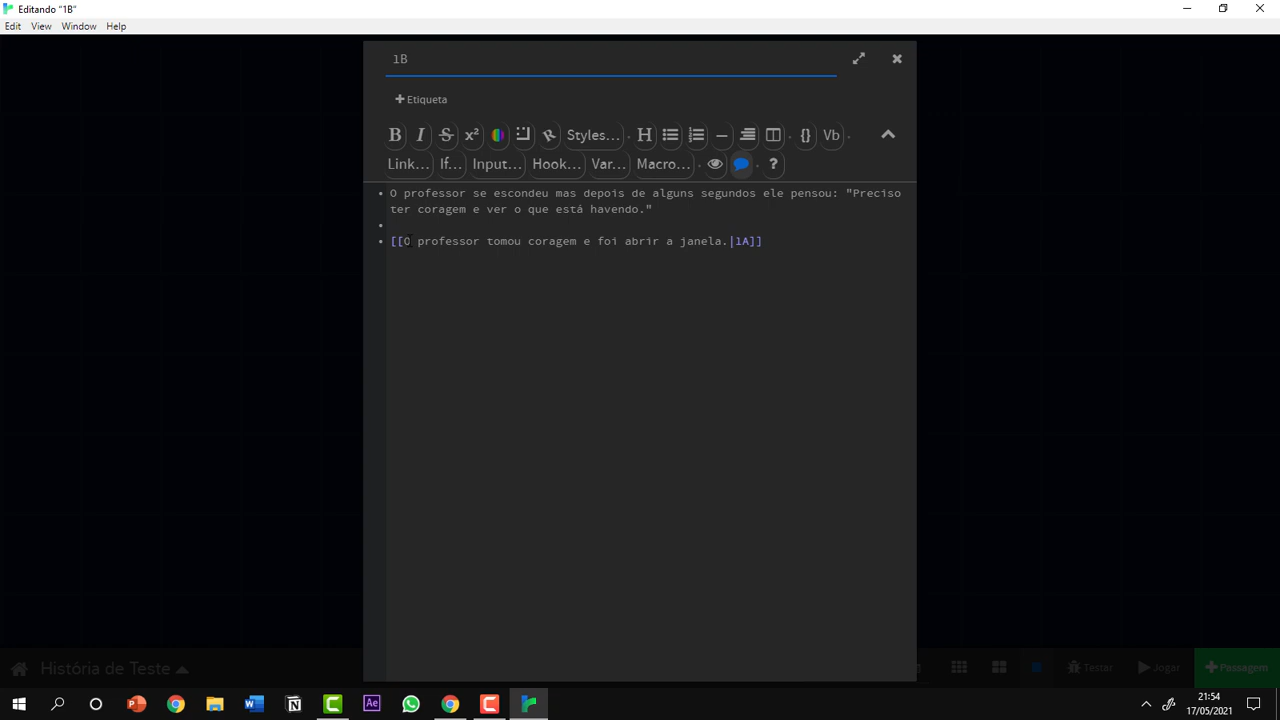 Editando "1B"
Edit View Window Help
1B
Etiqueta
B I S x² Styles... H {} Vb
Link... If... Input... Hook... Var... Macro... ?
O professor se escondeu mas depois de alguns segundos ele pensou: "Preciso
ter coragem e ver o que está havendo."
[[O professor tomou coragem e foi abrir a janela.|1A]]
História de Teste Testar Jogar Passagem
21:54
17/05/2021